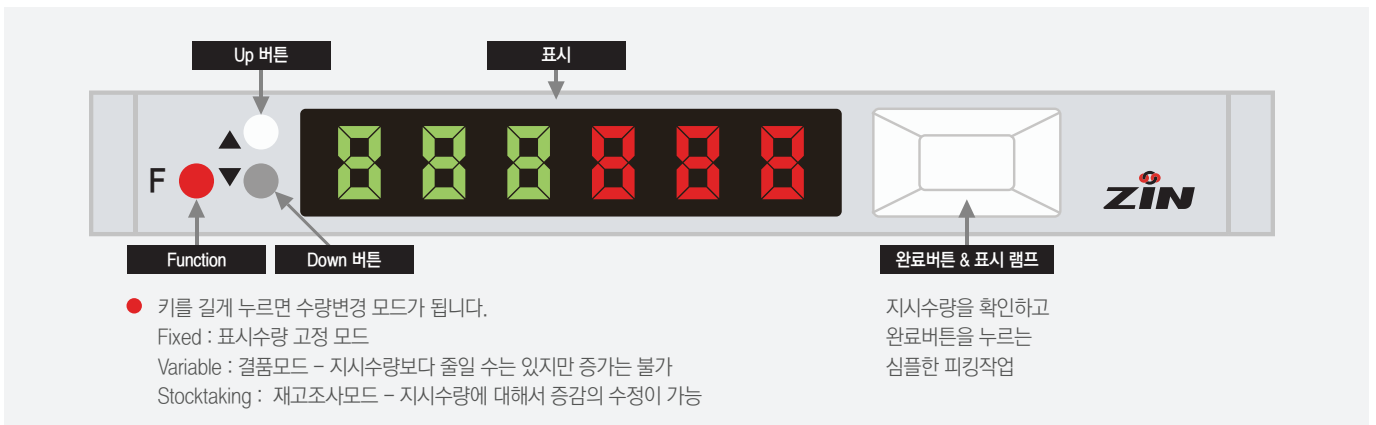 Up 버튼
표시
▲
F ● ▼
888888
ZIN
Function
Down 버튼
완료버튼 & 표시 램프
● 키를 길게 누르면 수량변경 모드가 됩니다.
Fixed : 표시수량 고정 모드
Variable : 결품모드 – 지시수량보다 줄일 수는 있지만 증가는 불가
Stocktaking : 재고조사모드 – 지시수량에 대해서 증감의 수정이 가능
지시수량을 확인하고
완료버튼을 누르는
심플한 피킹작업